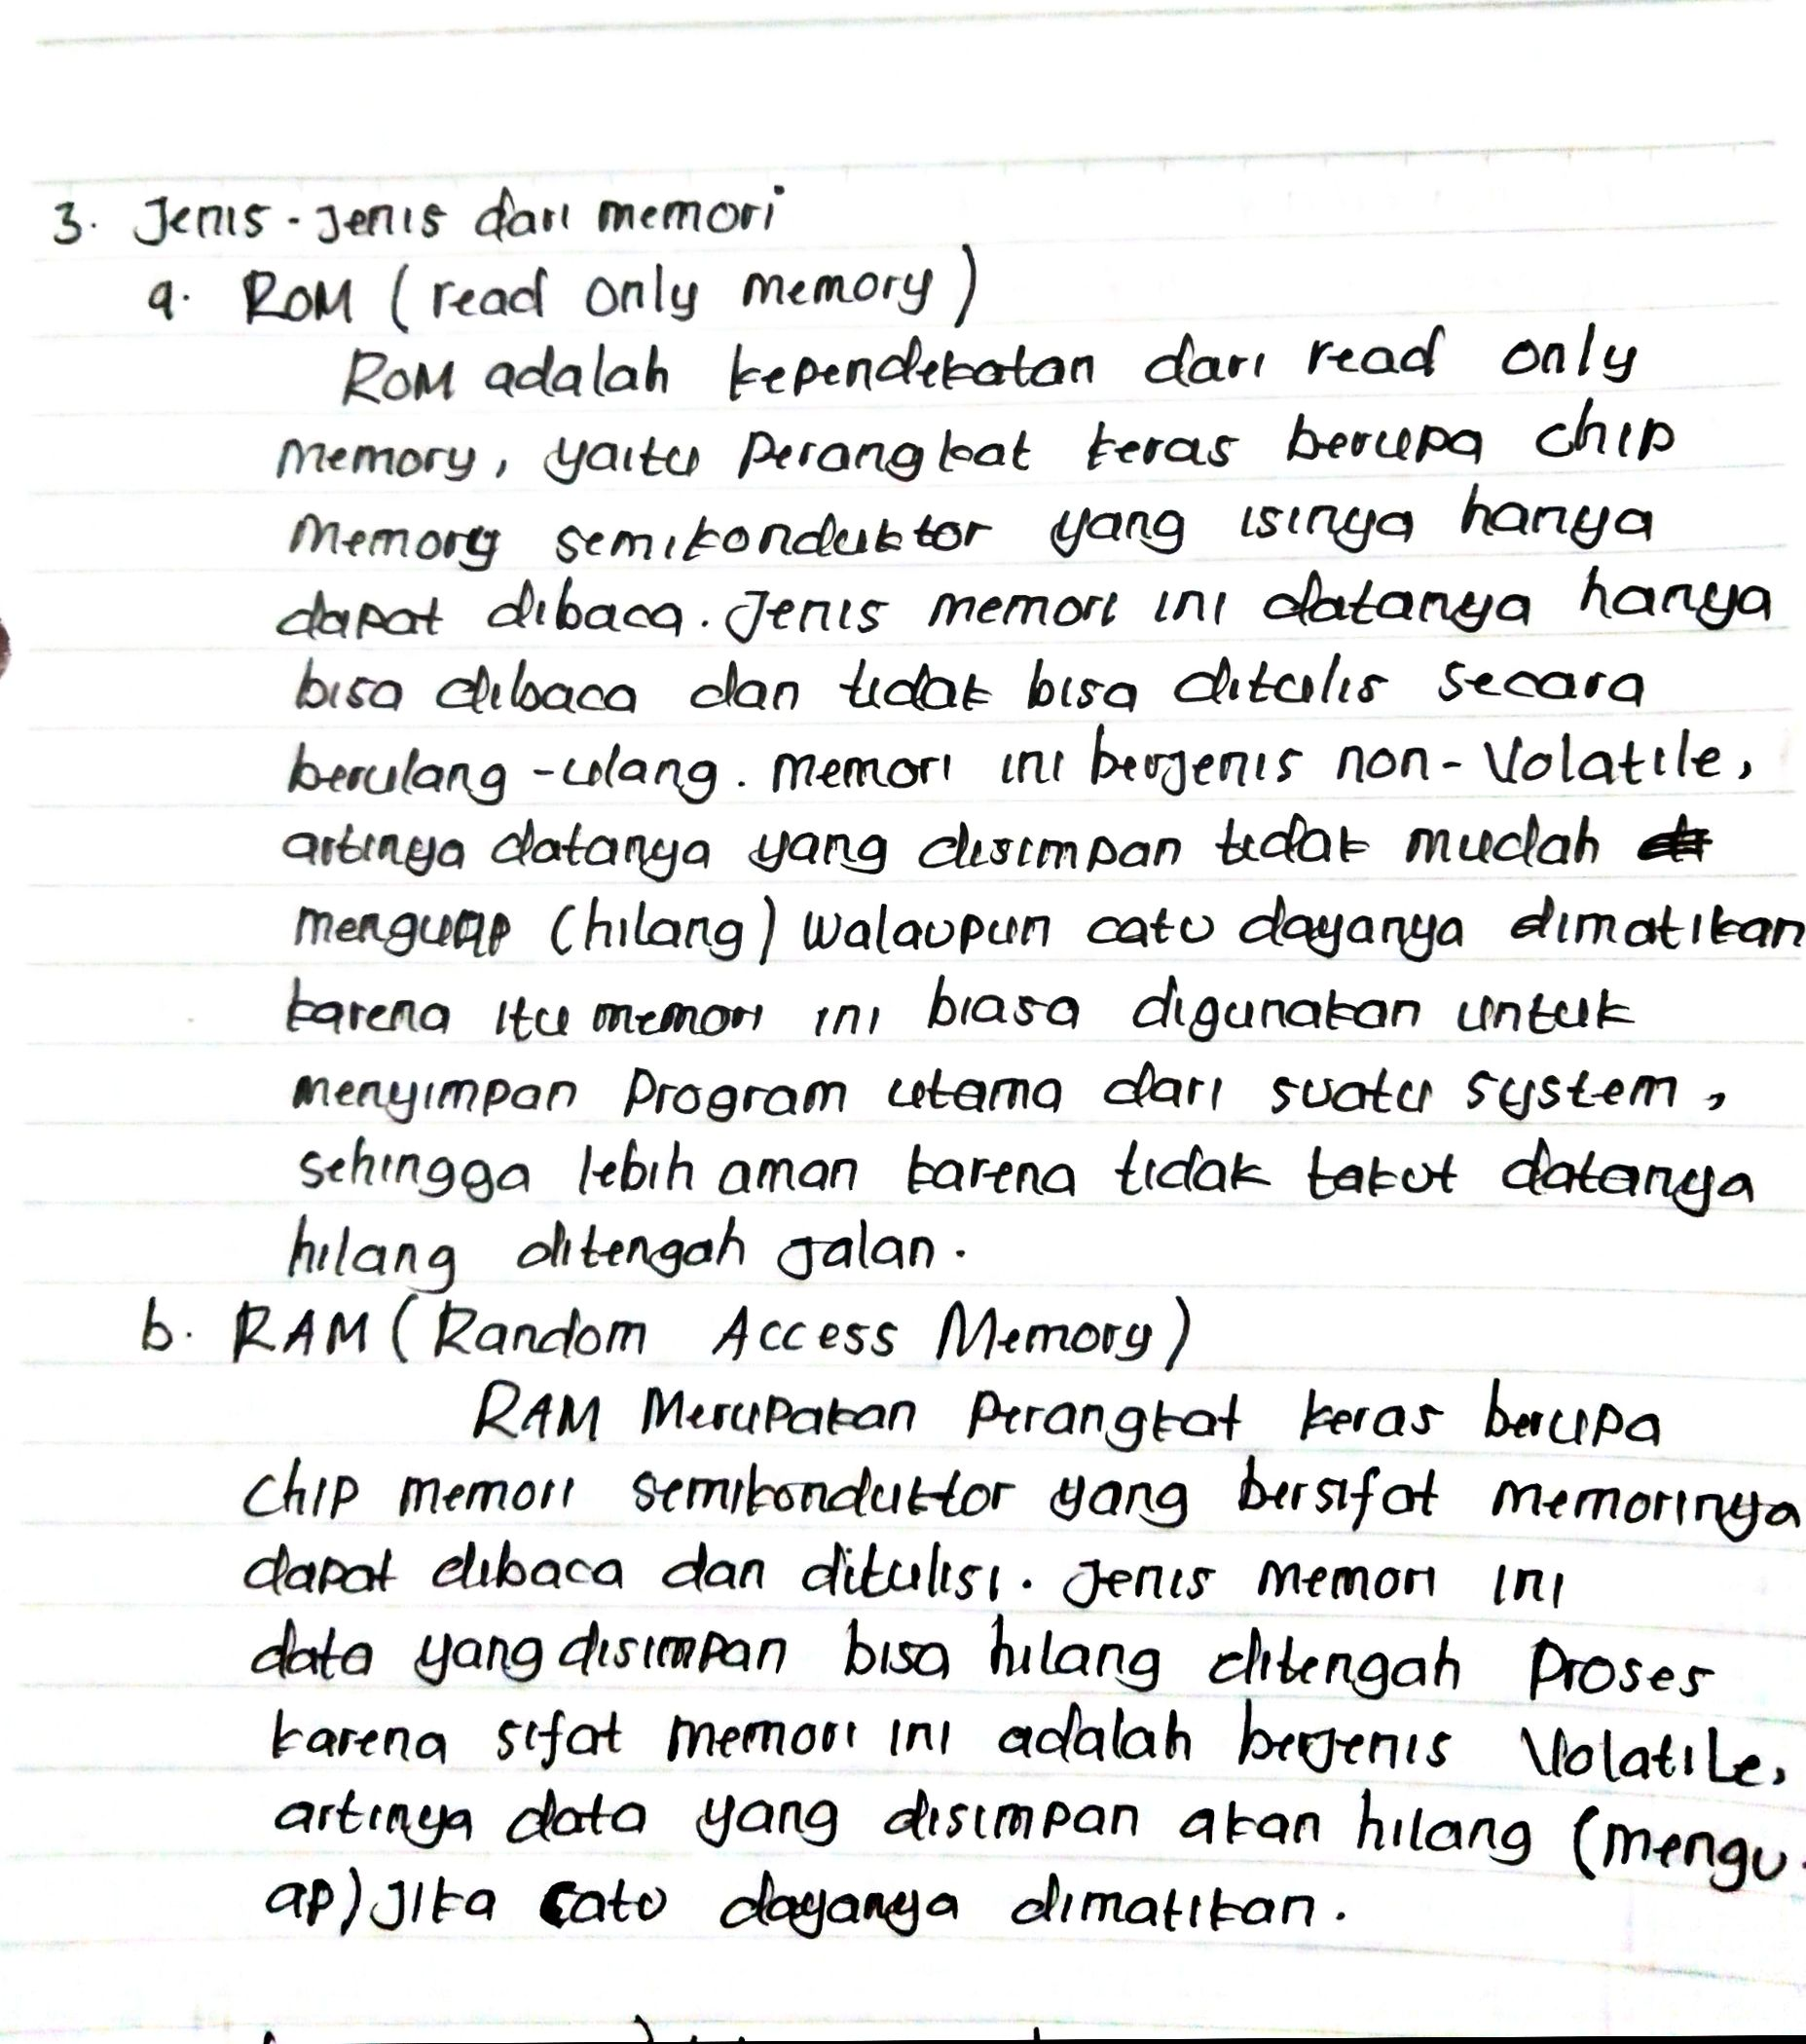 3. Jenis-jenis dari memori
a. ROM (read only memory)
ROM adalah kependekatan dari read only
memory, yaitu perangkat keras berupa chip
memory semikonduktor yang isinya hanya
dapat dibaca. Jenis memori ini datanya hanya
bisa dibaca dan tidak bisa ditulis secara
berulang-ulang. memori ini berjenis non-Volatile,
artinya datanya yang disimpan tidak mudah
menguap (hilang) walaupun catu dayanya dimatikan
karena itu memori ini biasa digunakan untuk
menyimpan program utama dari suatu system,
sehingga lebih aman karena tidak takut datanya
hilang ditengah jalan.
b. RAM (Random Access Memory)
RAM Merupakan Perangkat keras berupa
chip memori semikonduktor yang bersifat memorinya
dapat dibaca dan ditulisi. Jenis memori ini
data yang disimpan bisa hilang ditengah proses
karena sifat memori ini adalah berjenis Volatile,
artinya data yang disimpan akan hilang (mengu-
ap) jika catu dayanya dimatikan.